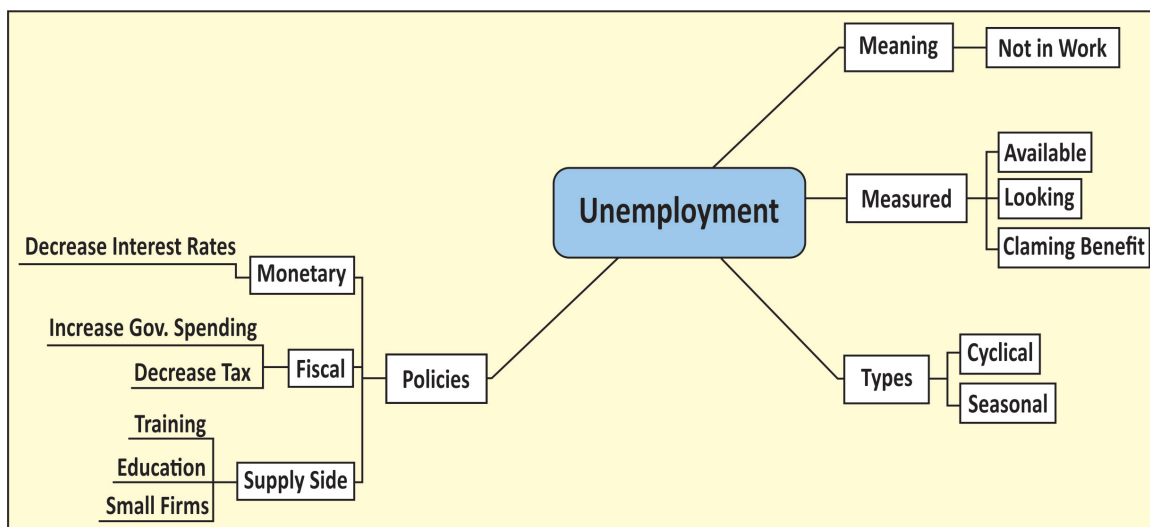 Meaning
Not in Work
Available
Unemployment
Measured
Looking
Claming Benefit
Decrease Interest Rates
Monetary
Increase Gov. Spending
Fiscal
Decrease Tax
Policies
Types
Cyclical
Seasonal
Training
Education
Supply Side
Small Firms